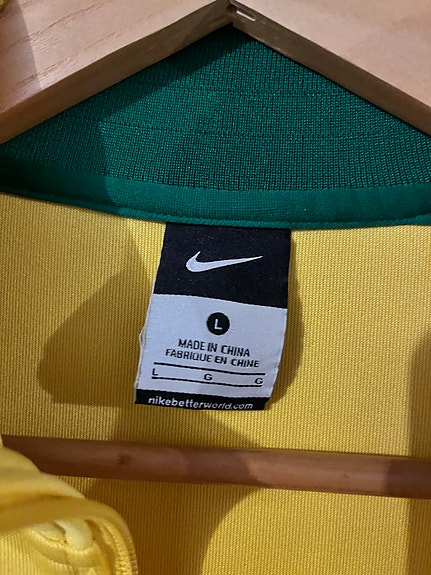 L
MADE IN CHINA
FABRIQUE EN CHINE
L G G
nikebetterworld.com